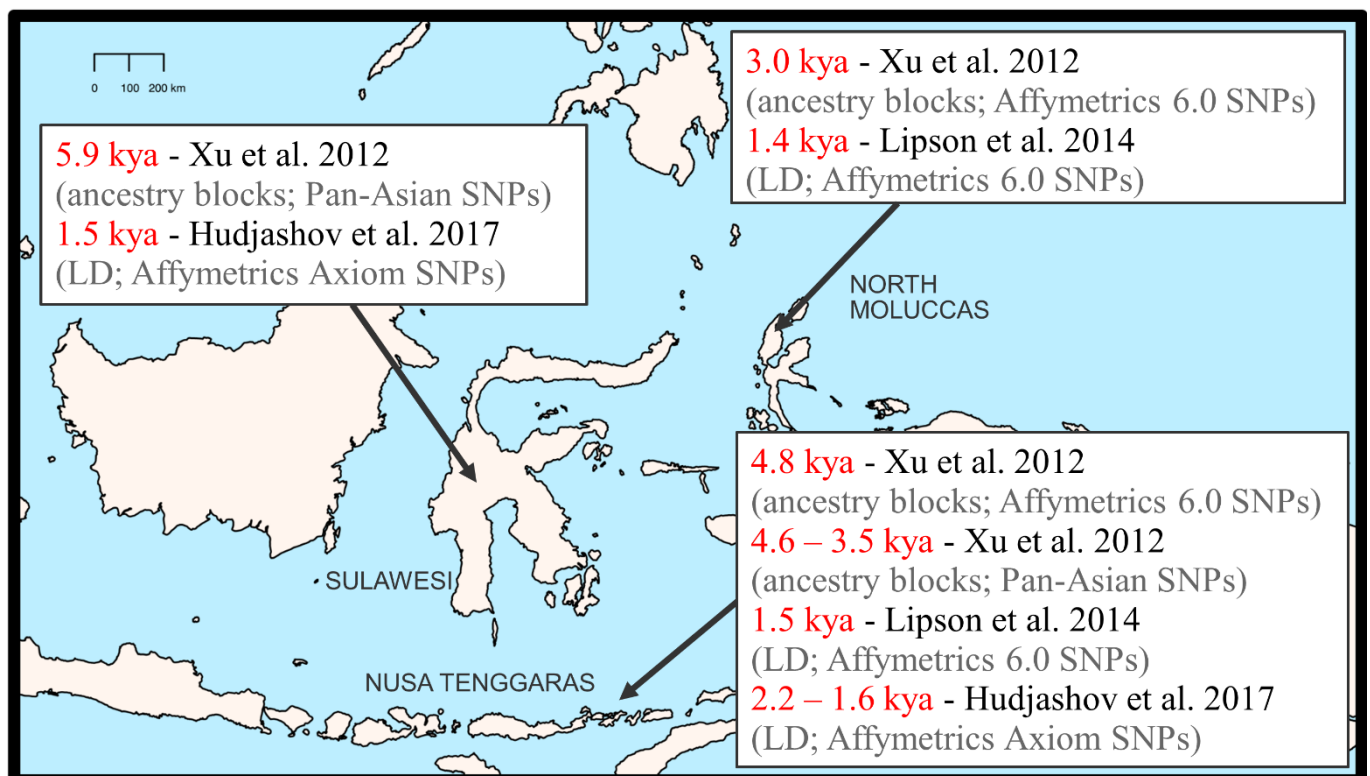 0 100 200 km
5.9 kya - Xu et al. 2012
(ancestry blocks; Pan-Asian SNPs)
1.5 kya - Hudjashov et al. 2017
(LD; Affymetrics Axiom SNPs)
3.0 kya - Xu et al. 2012
(ancestry blocks; Affymetrics 6.0 SNPs)
1.4 kya - Lipson et al. 2014
(LD; Affymetrics 6.0 SNPs)
NORTH
MOLUCCAS
4.8 kya - Xu et al. 2012
(ancestry blocks; Affymetrics 6.0 SNPs)
4.6 – 3.5 kya - Xu et al. 2012
(ancestry blocks; Pan-Asian SNPs)
1.5 kya - Lipson et al. 2014
(LD; Affymetrics 6.0 SNPs)
2.2 – 1.6 kya - Hudjashov et al. 2017
(LD; Affymetrics Axiom SNPs)
SULAWESI
NUSA TENGGARAS